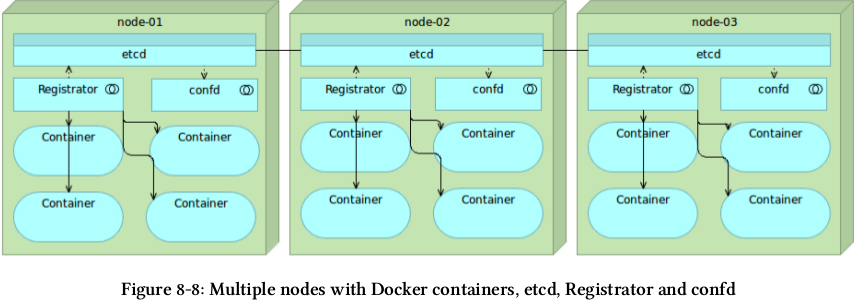 node-01 node-02 node-03
etcd etcd etcd
Registrator confd Registrator confd Registrator confd
Container Container Container Container Container Container
Container Container Container Container Container Container
Figure 8-8: Multiple nodes with Docker containers, etcd, Registrator and confd